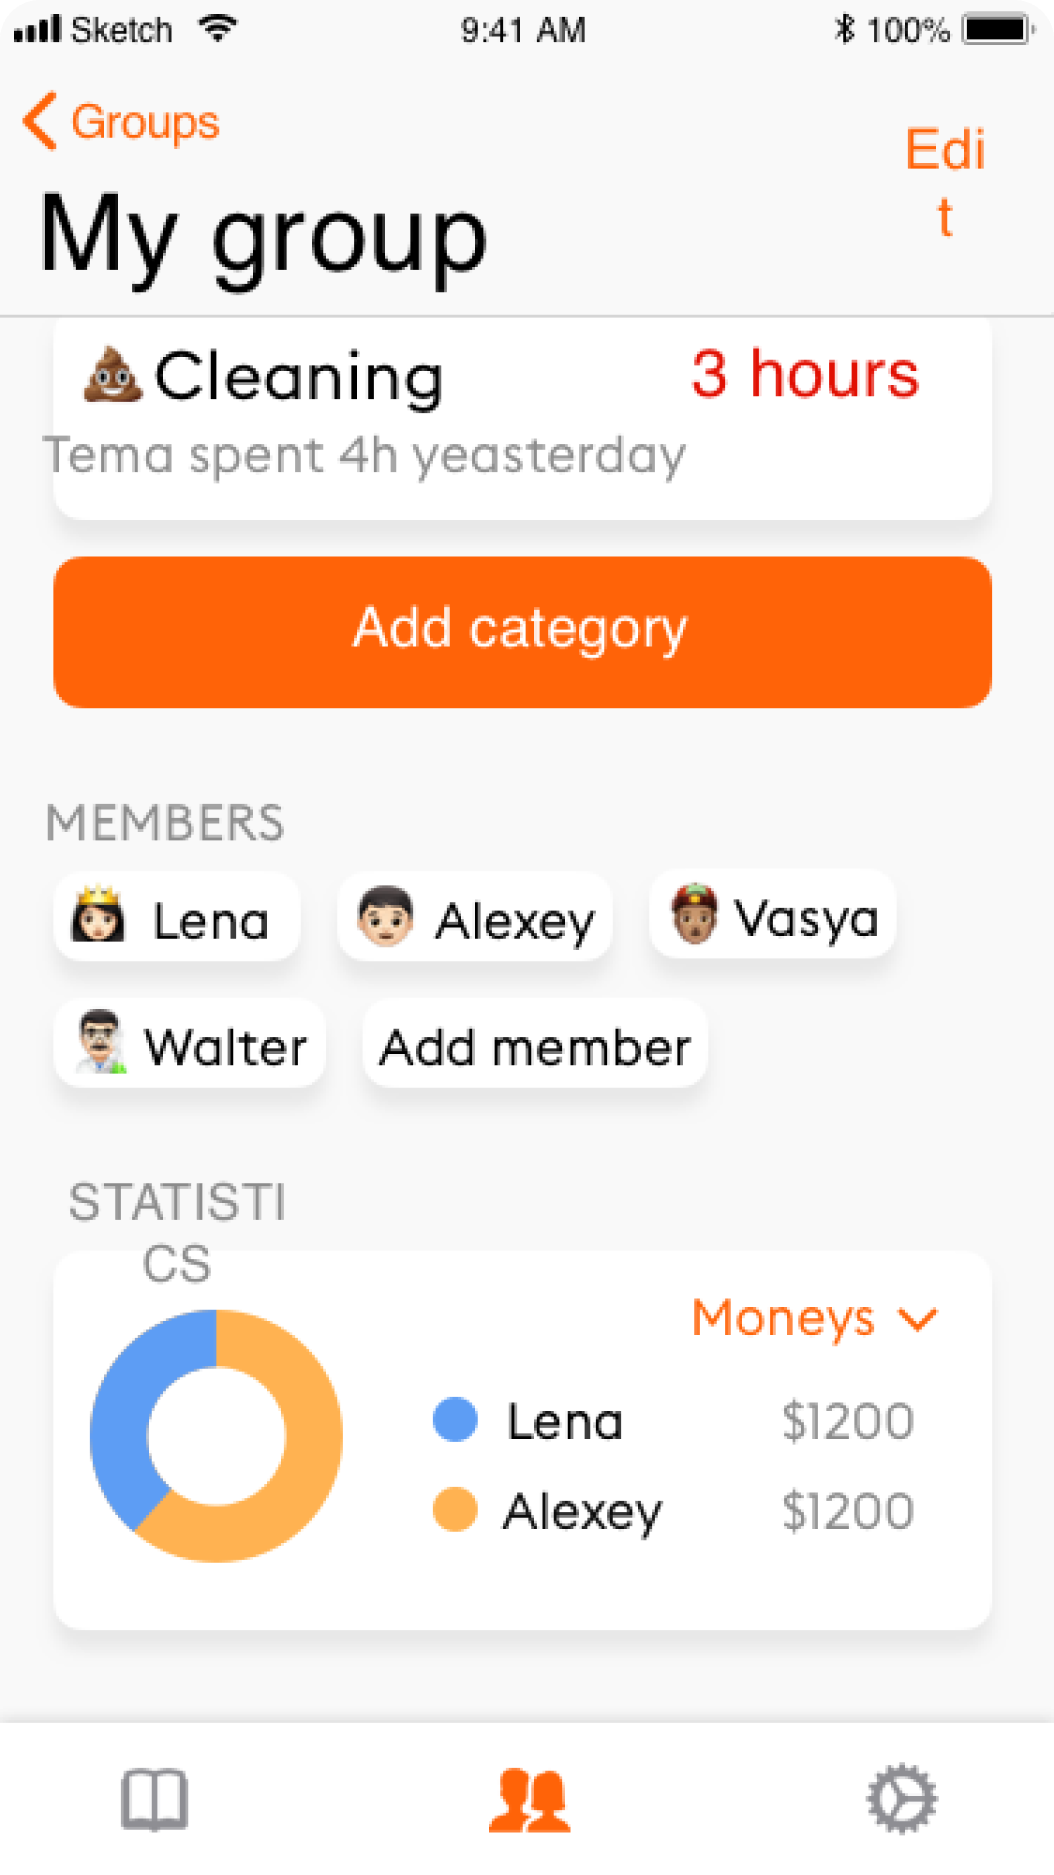 Sketch 9:41 AM 100%
Groups
Edi
t
My group
Cleaning 3 hours
Tema spent 4h yeasterday
Add category
MEMBERS
Lena Alexey Vasya
Walter Add member
STATISTI
CS
Moneys
Lena $1200
Alexey $1200